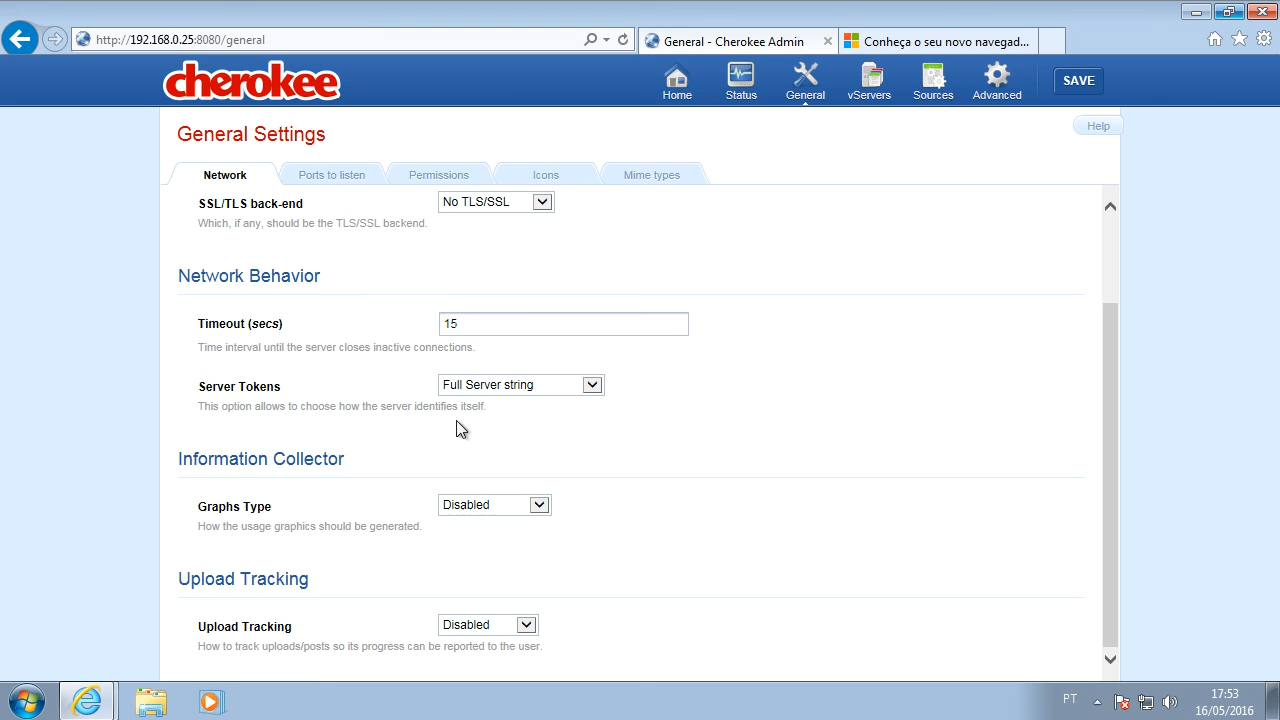 http://192.168.0.25:8080/general
General - Cherokee Admin
Conheça o seu novo navegad...
cherokee
Home
Status
General
vServers
Sources
Advanced
SAVE
General Settings
Help
Network
Ports to listen
Permissions
Icons
Mime types
SSL/TLS back-end
No TLS/SSL
Which, if any, should be the TLS/SSL backend.
Network Behavior
Timeout (secs)
15
Time interval until the server closes inactive connections.
Server Tokens
Full Server string
This option allows to choose how the server identifies itself.
Information Collector
Graphs Type
Disabled
How the usage graphics should be generated.
Upload Tracking
Upload Tracking
Disabled
How to track uploads/posts so its progress can be reported to the user.
PT
17:53
16/05/2016